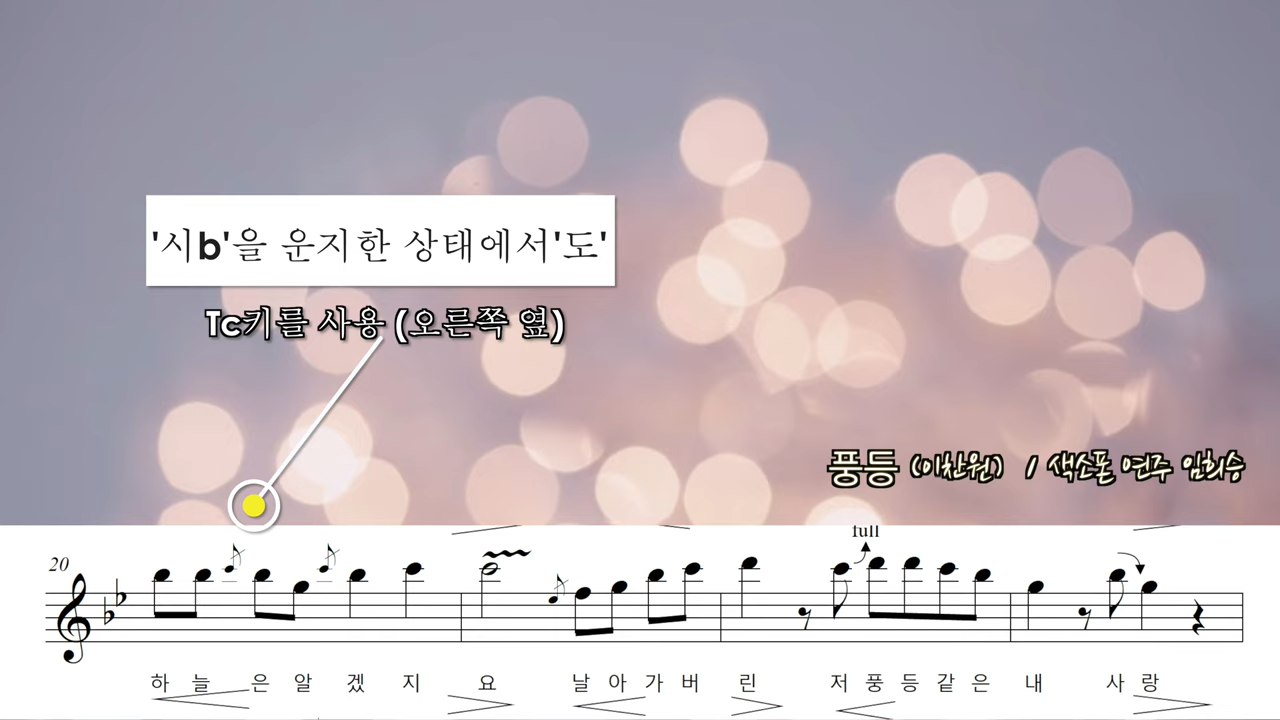 '시b'을 운지한 상태에서'도'
Tc키를 사용 (오른쪽 옆)
풍등 (이찬원) / 색소폰 연주 임희승
full
20
하 늘 은 알 겠 지 요 날 아 가 버 린 저 풍 등 같 은 내 사 랑